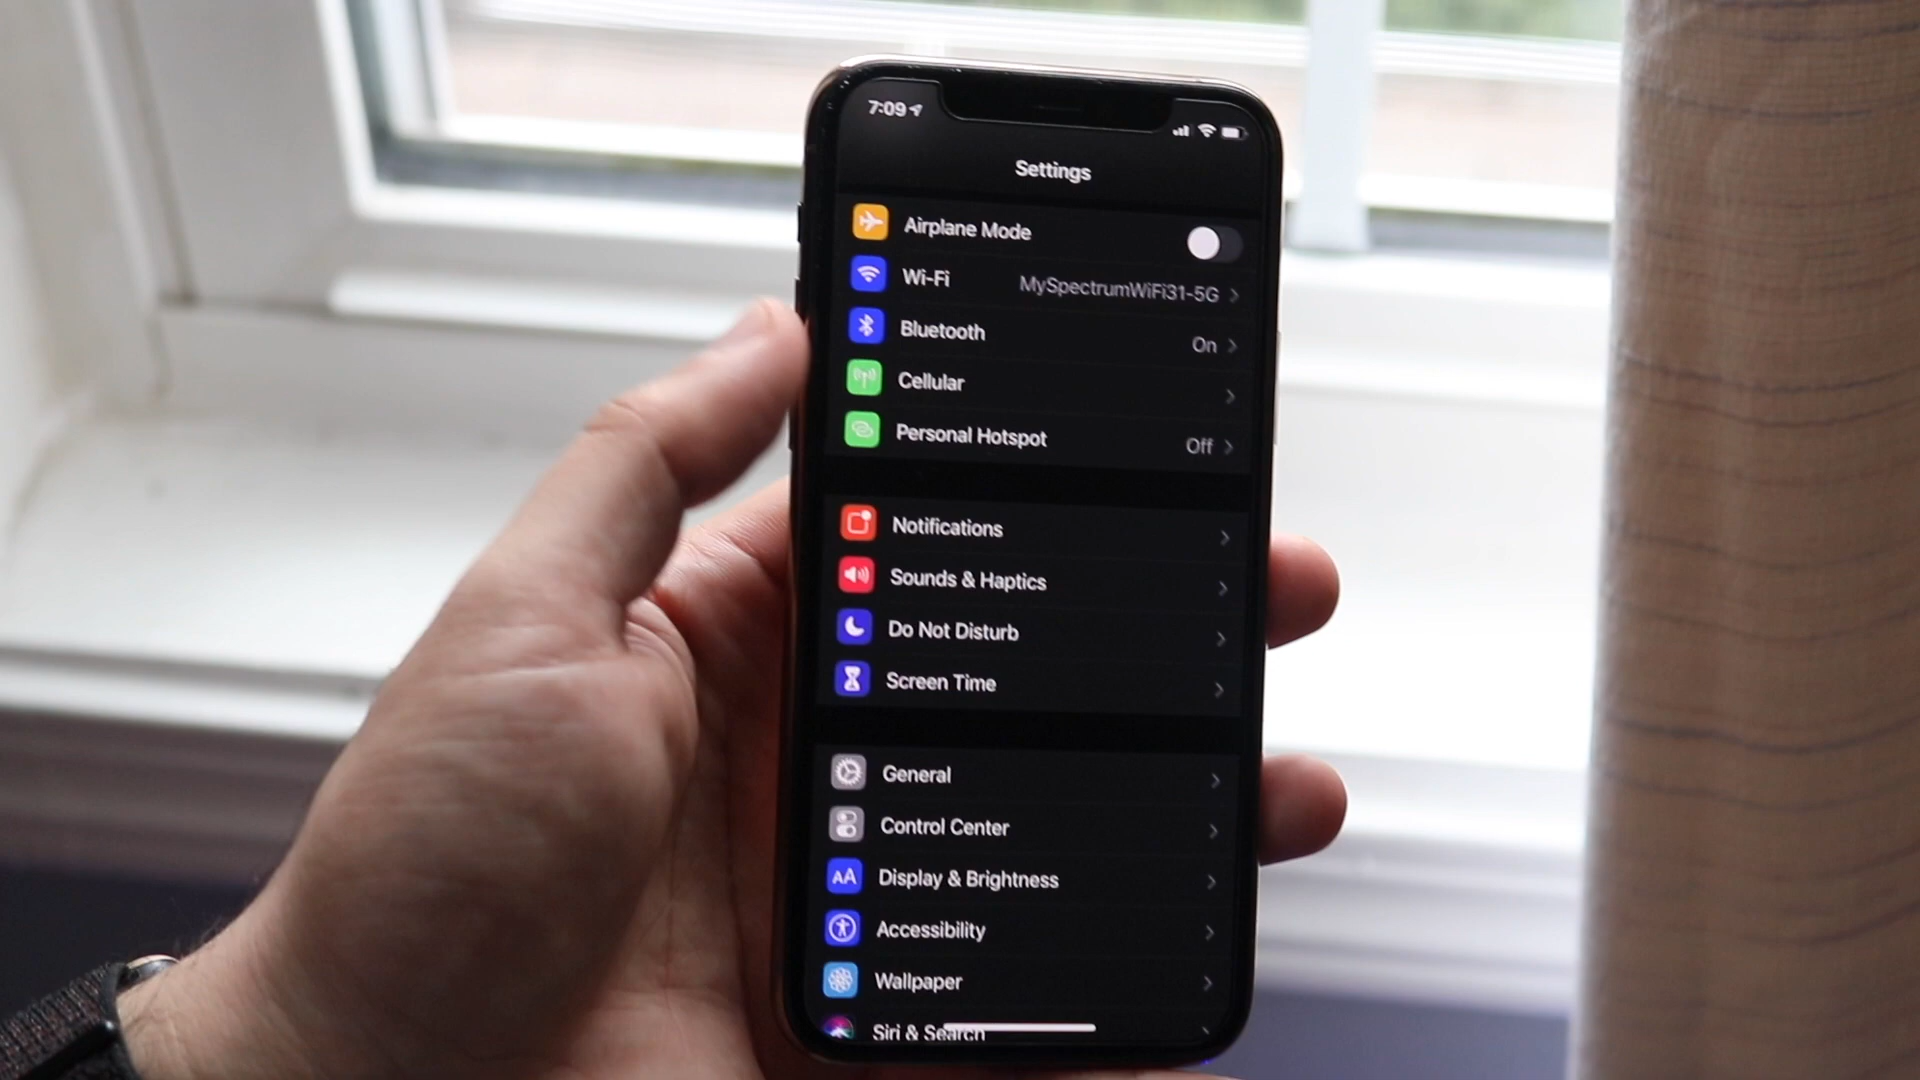 7:09
Settings
Airplane Mode
Wi-Fi MySpectrumWiFi31-5G
Bluetooth On
Cellular
Personal Hotspot Off
Notifications
Sounds & Haptics
Do Not Disturb
Screen Time
General
Control Center
AA Display & Brightness
Accessibility
Wallpaper
Siri & Search